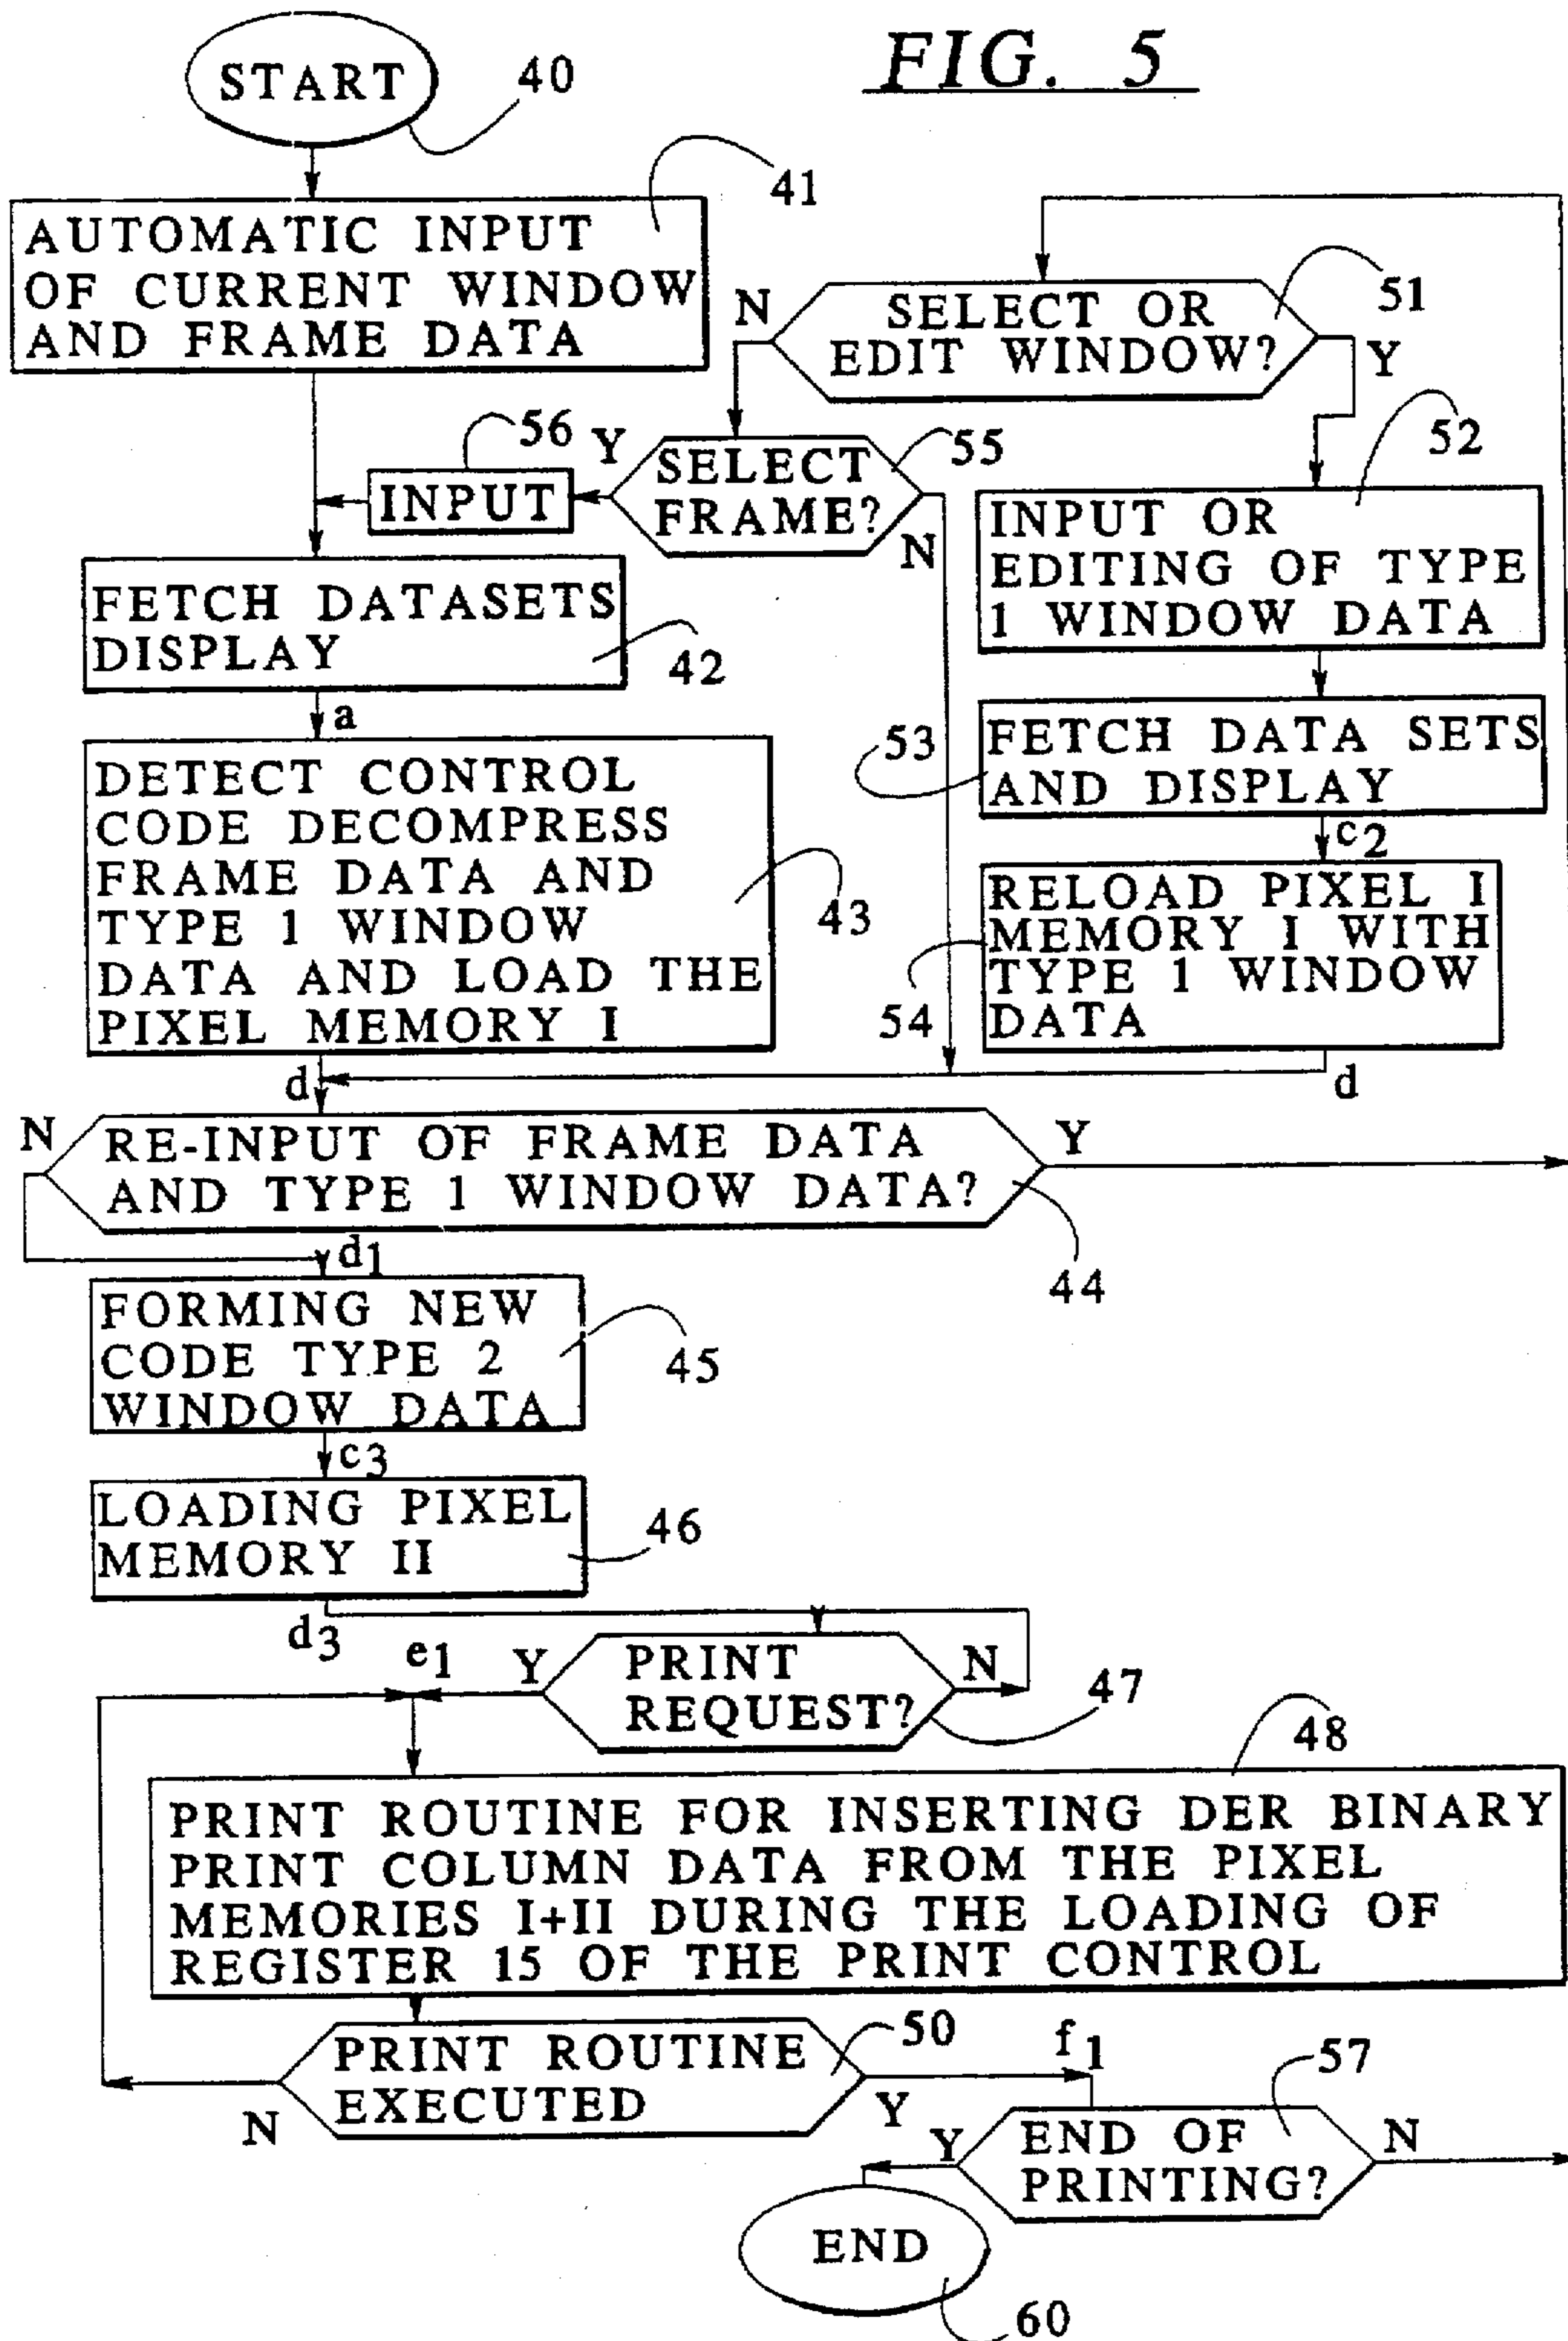 FIG. 5
START
40
41
AUTOMATIC INPUT
OF CURRENT WINDOW
AND FRAME DATA
N
SELECT OR
EDIT WINDOW?
51
Y
56
INPUT
Y
SELECT
FRAME?
55
N
52
INPUT OR
EDITING OF TYPE
1 WINDOW DATA
FETCH DATASETS
DISPLAY
42
a
53
FETCH DATA SETS
AND DISPLAY
c2
DETECT CONTROL
CODE DECOMPRESS
FRAME DATA AND
TYPE 1 WINDOW
DATA AND LOAD THE
PIXEL MEMORY I
43
RELOAD PIXEL I
MEMORY I WITH
TYPE 1 WINDOW
DATA
54
d
d
N
RE-INPUT OF FRAME DATA
AND TYPE 1 WINDOW DATA?
Y
44
d1
FORMING NEW
CODE TYPE 2
WINDOW DATA
45
c3
LOADING PIXEL
MEMORY II
46
d3
e1
Y
PRINT
REQUEST?
N
47
48
PRINT ROUTINE FOR INSERTING DER BINARY
PRINT COLUMN DATA FROM THE PIXEL
MEMORIES I+II DURING THE LOADING OF
REGISTER 15 OF THE PRINT CONTROL
PRINT ROUTINE
EXECUTED
50
N
Y
f1
57
Y
END OF
PRINTING?
N
END
60